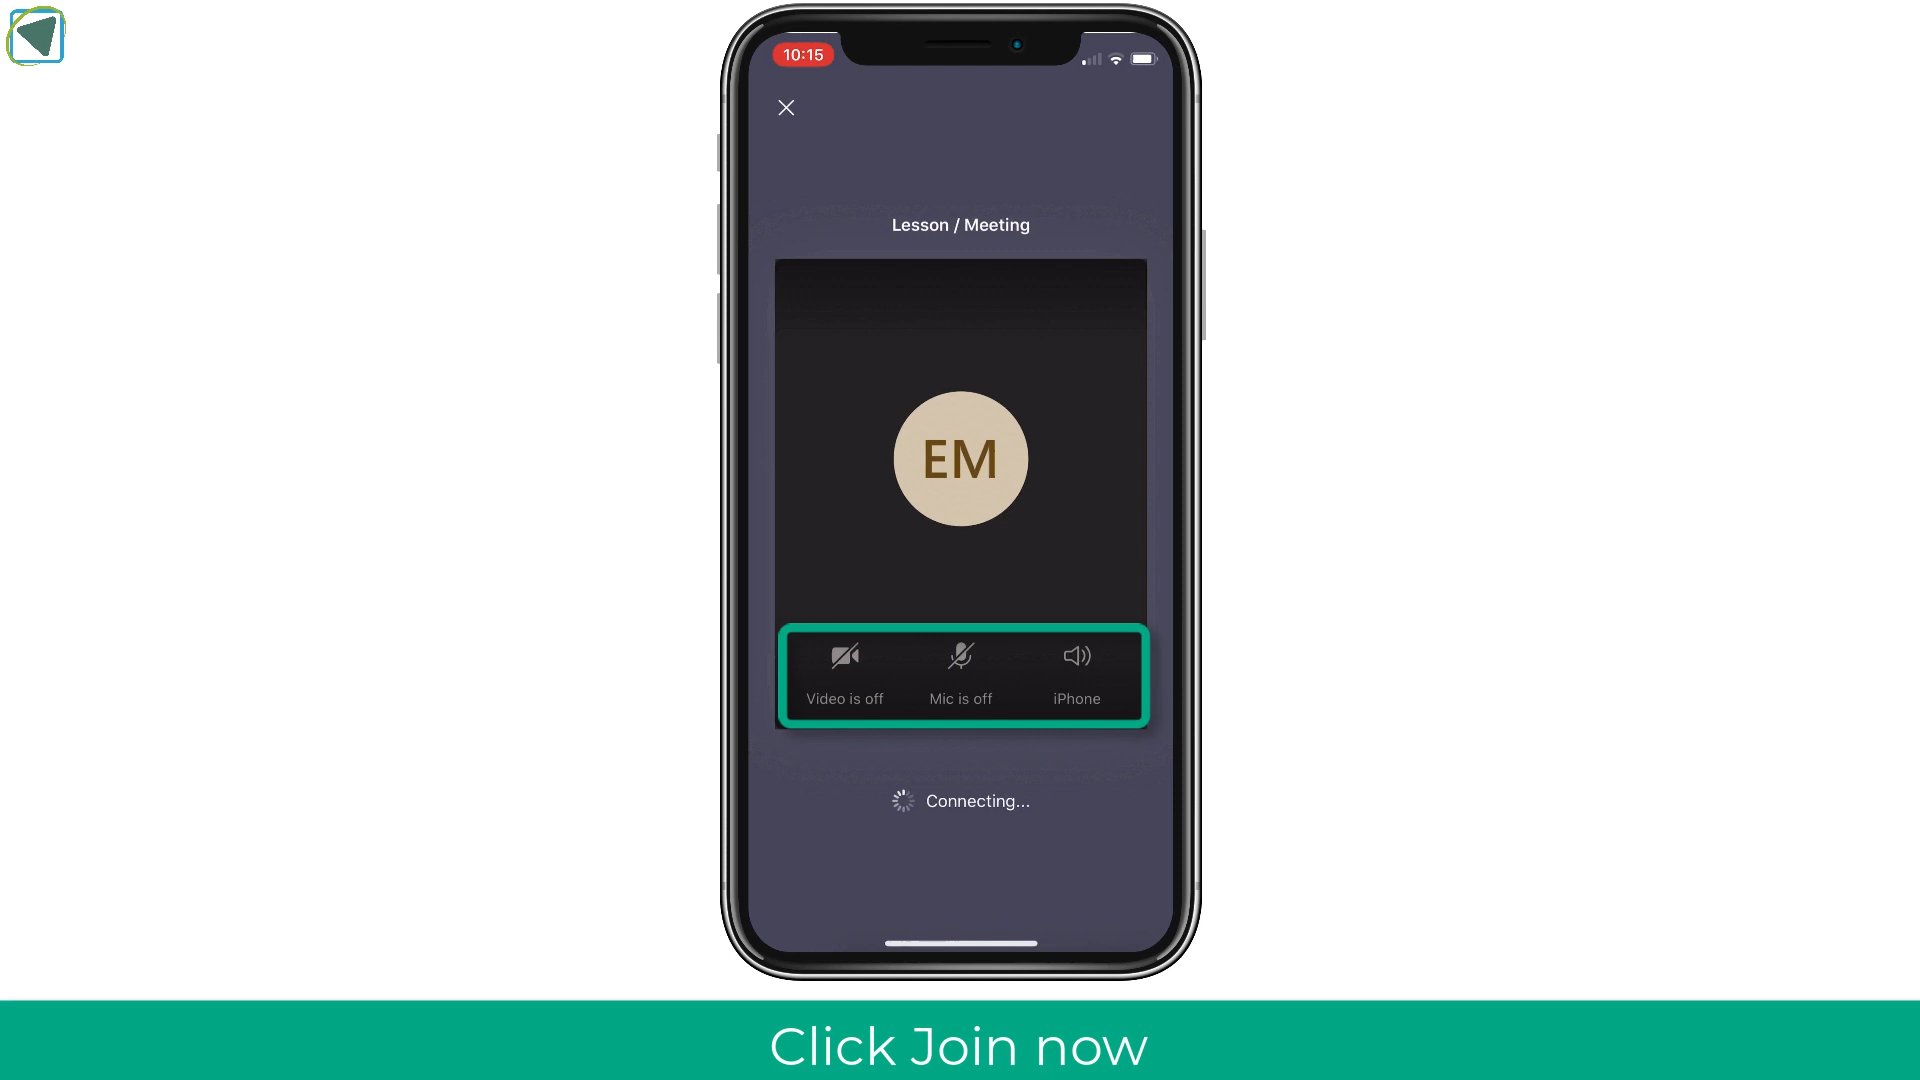 10:15
Lesson / Meeting
EM
Video is off Mic is off iPhone
Connecting...
Click Join now